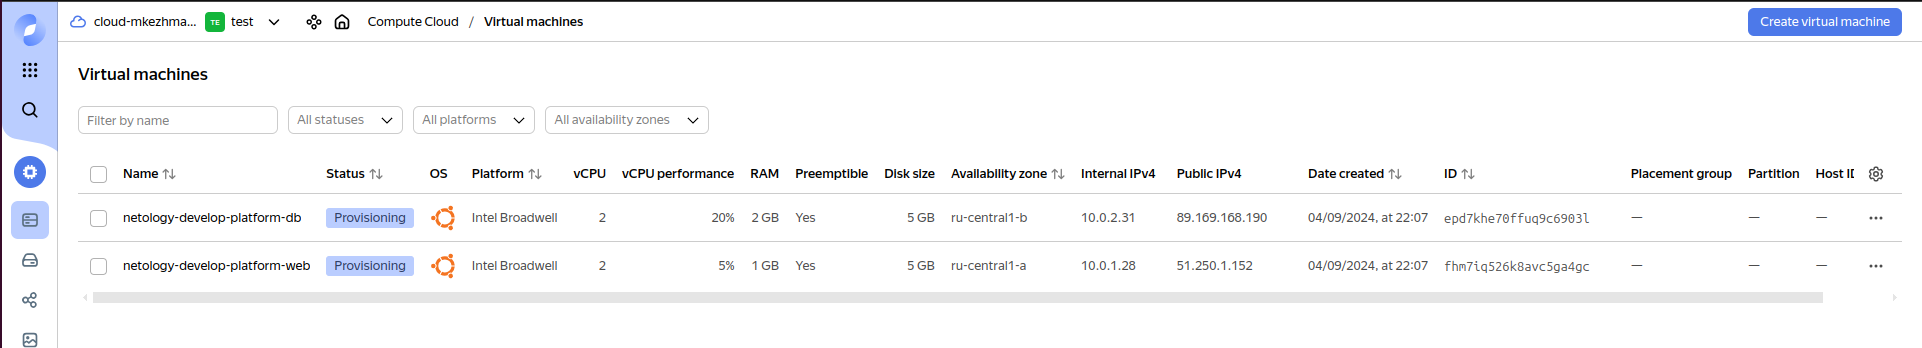 cloud-mkezhma... TE test Compute Cloud / Virtual machines Create virtual machine
Virtual machines
Filter by name All statuses All platforms All availability zones
Name Status OS Platform vCPU vCPU performance RAM Preemptible Disk size Availability zone Internal IPv4 Public IPv4 Date created ID Placement group Partition Host ID
netology-develop-platform-db Provisioning Intel Broadwell 2 20% 2 GB Yes 5 GB ru-central1-b 10.0.2.31 89.169.168.190 04/09/2024, at 22:07 epd7khe70ffuq9c6903l — — —
netology-develop-platform-web Provisioning Intel Broadwell 2 5% 1 GB Yes 5 GB ru-central1-a 10.0.1.28 51.250.1.152 04/09/2024, at 22:07 fhm7iq526k8avc5ga4gc — — —